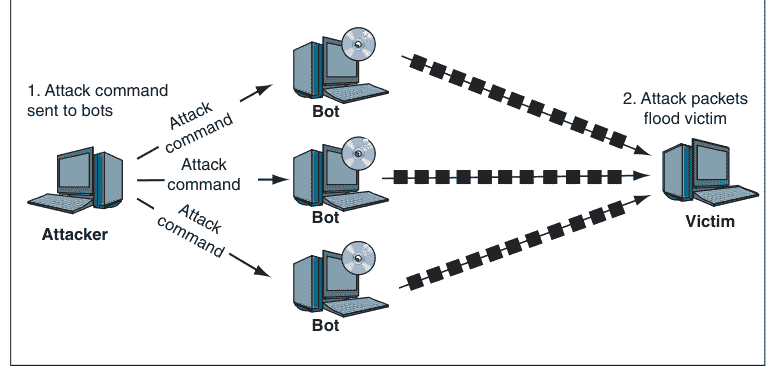 1. Attack command
sent to bots
Attacker
Attack
command
Attack
command
Attack
command
Bot
Bot
Bot
2. Attack packets
flood victim
Victim